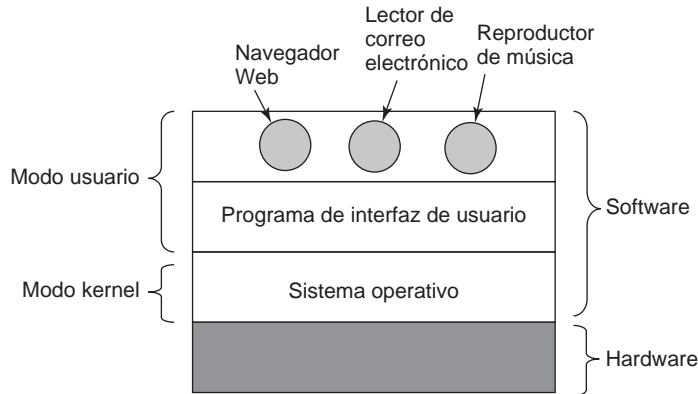 Navegador
Web
Lector de
correo
electrónico
Reproductor
de música
Modo usuario
Programa de interfaz de usuario
Software
Modo kernel
Sistema operativo
Hardware